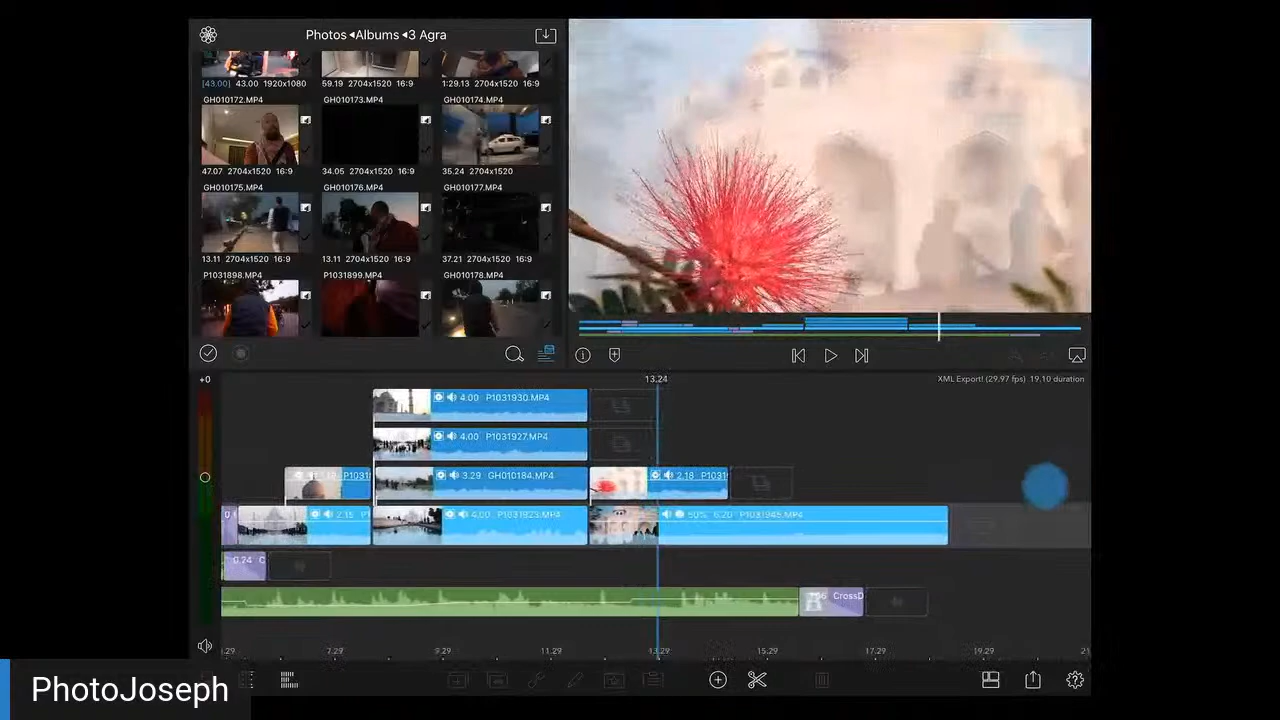 Photos ◂Albums ◂3 Agra
[43.00] 43.00 1920x1080
59.19 2704x1520 16:9
1:29.13 2704x1520 16:9
GH010172.MP4
GH010173.MP4
GH010174.MP4
47.07 2704x1520 16:9
34.05 2704x1520 16:9
35.24 2704x1520
GH010175.MP4
GH010176.MP4
GH010177.MP4
13.11 2704x1520 16:9
13.11 2704x1520 16:9
37.21 2704x1520 16:9
P1031898.MP4
P1031899.MP4
GH010178.MP4
+0
13.24
XML Export! (29.97 fps) 19.10 duration
4.00 P1031930.MP4
4.00 P1031927.MP4
3.29 GH010184.MP4
2.18 P1031
2.15 P1
4.00 P1031923.MP4
50% 6.20 P1031945.MP4
0.24 C
CrossD
.29 7.29 9.29 11.29 13.29 15.29 17.29 19.29 21
PhotoJoseph